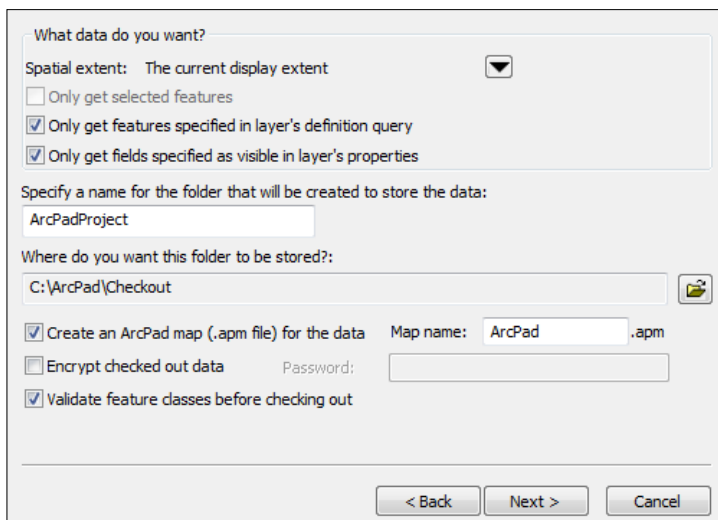 What data do you want?
Spatial extent: The current display extent
Only get selected features
Only get features specified in layer's definition query
Only get fields specified as visible in layer's properties
Specify a name for the folder that will be created to store the data:
ArcPadProject
Where do you want this folder to be stored?:
C:\ArcPad\Checkout
Create an ArcPad map (.apm file) for the data Map name: ArcPad .apm
Encrypt checked out data Password:
Validate feature classes before checking out
< Back Next > Cancel